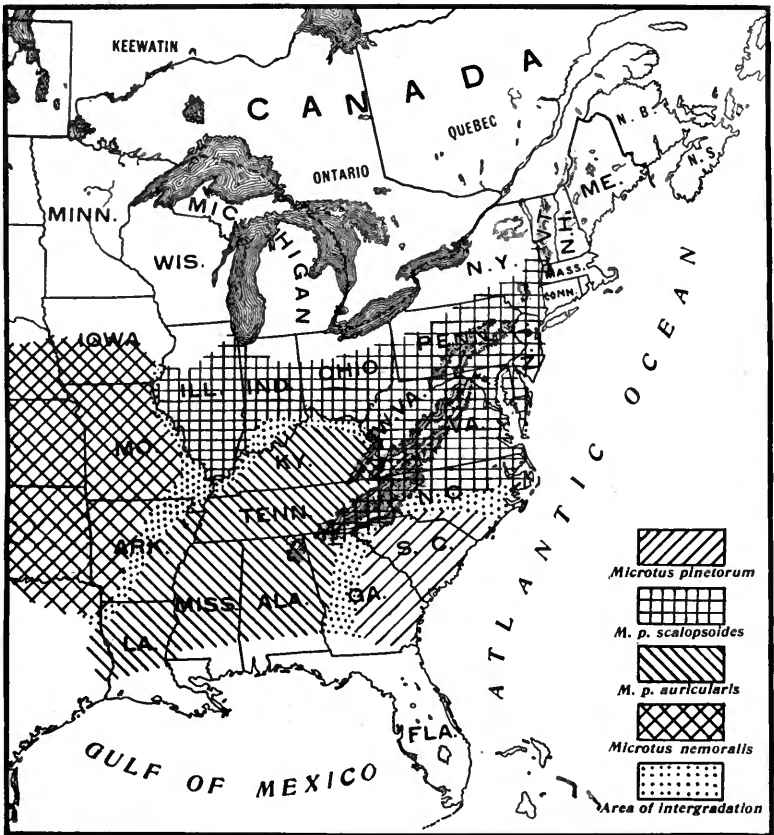 KEEWATIN
CANADA
QUEBEC
N. B.
N. S.
ONTARIO
ME.
MINN.
MICHIGAN
VT.
N.H.
WIS.
N. Y.
MASS.
CONN.
IOWA
PENN.
N J
ILL.
IND.
OHIO
W VA.
VA.
MO.
KY.
N. C.
TENN.
ARK.
S. C.
MISS.
ALA.
GA.
LA.
FLA.
ATLANTIC OCEAN
GULF OF MEXICO
Microtus pinetorum
M. p. scalopsoides
M. p. auricularis
Microtus nemoralis
Area of intergradation